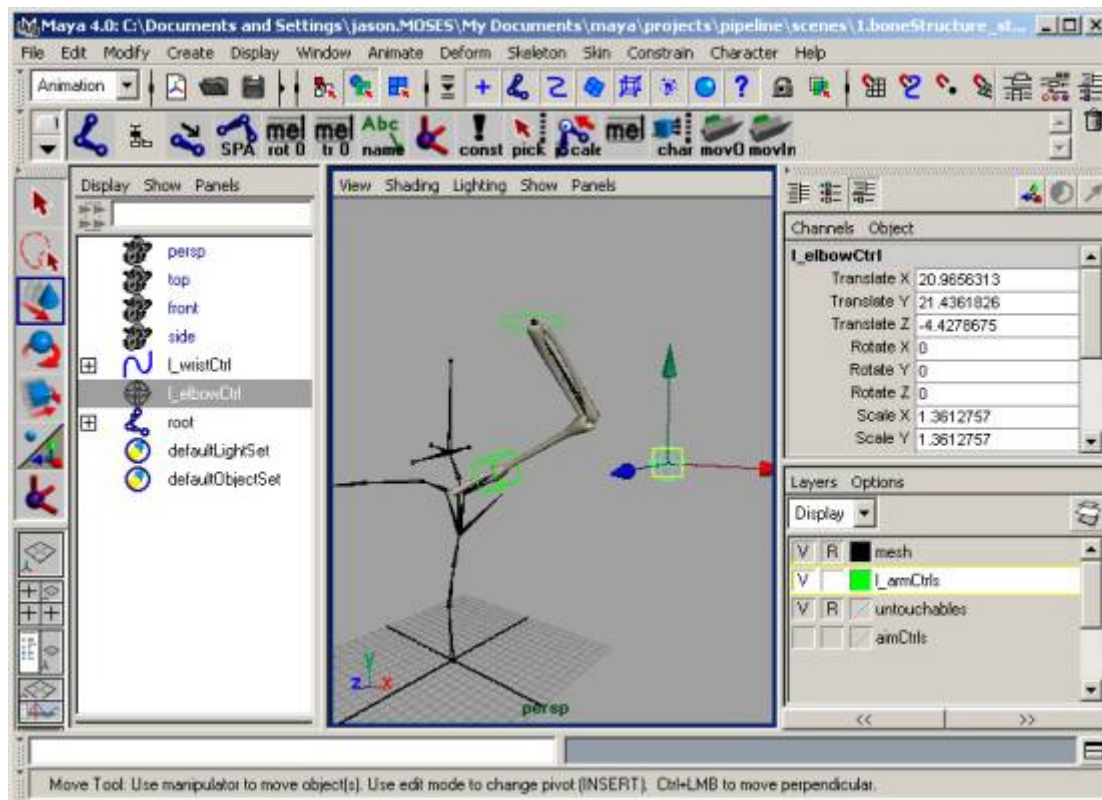 Maya 4.0: C:\Documents and Settings\jason.MOSES\My Documents\maya\projects\pipeline\scenes\1.boneStructure_st...
File Edit Modify Create Display Window Animate Deform Skeleton Skin Constrain Character Help
Animation
SPA mel rot 0 mel tr 0 Abc name const pick scale mel char mov0 movIn
Display Show Panels
View Shading Lighting Show Panels
persp
top
front
side
l_wristCtrl
l_elbowCtrl
root
defaultLightSet
defaultObjectSet
y
z x
persp
Channels Object
l_elbowCtrl
Translate X 20.9656313
Translate Y 21.4361826
Translate Z -4.4278675
Rotate X 0
Rotate Y 0
Rotate Z 0
Scale X 1.3612757
Scale Y 1.3612757
Layers Options
Display
V R mesh
V l_armCtrls
V R untouchables
<< >>
Move Tool: Use manipulator to move object(s). Use edit mode to change pivot (INSERT). Ctrl+LMB to move perpendicular.